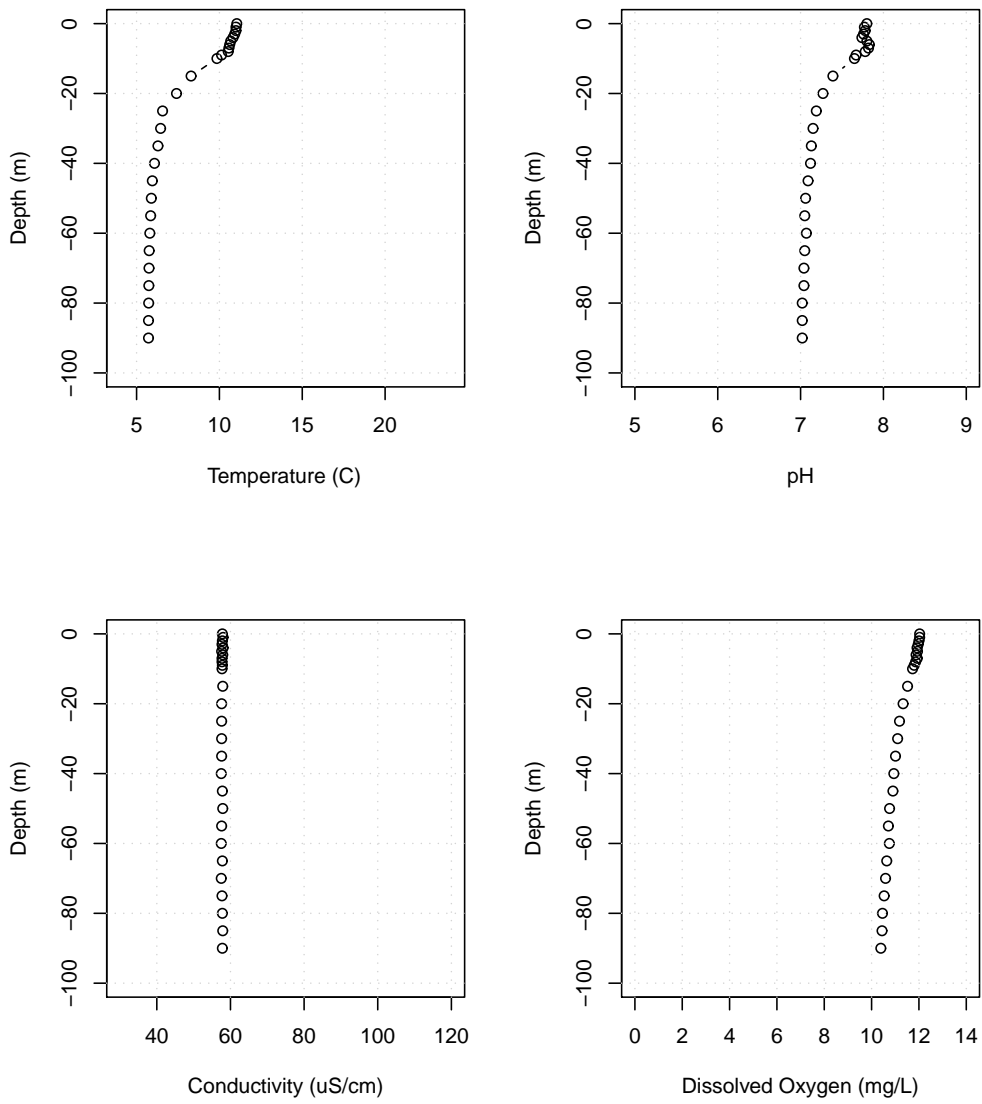 0
−20
−40
−60
−80
−100
Depth (m)
5 10 15 20
Temperature (C)
0
−20
−40
−60
−80
−100
Depth (m)
5 6 7 8 9
pH
0
−20
−40
−60
−80
−100
Depth (m)
40 60 80 100 120
Conductivity (uS/cm)
0
−20
−40
−60
−80
−100
Depth (m)
0 2 4 6 8 10 12 14
Dissolved Oxygen (mg/L)